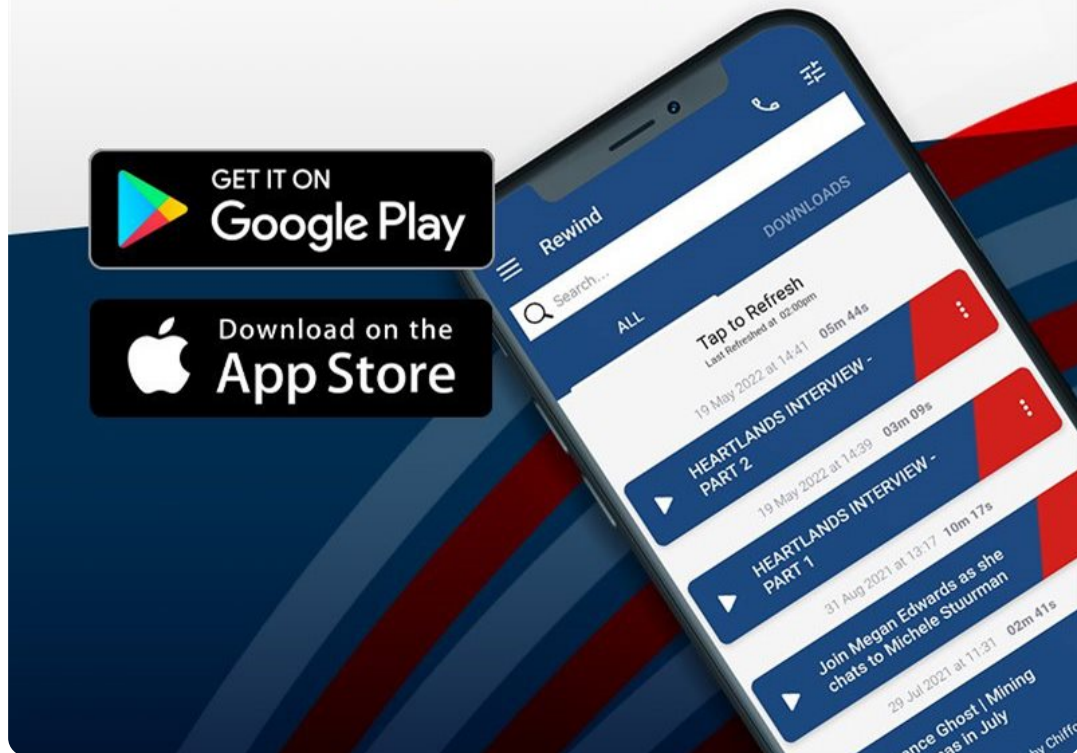 GET IT ON
Google Play
Download on the
App Store
Rewind
Search...
ALL
DOWNLOADS
Tap to Refresh
Last Refreshed at 02:00pm
19 May 2022 at 14:41 05m 44s
HEARTLANDS INTERVIEW -
PART 2
19 May 2022 at 14:39 03m 09s
HEARTLANDS INTERVIEW -
PART 1
31 Aug 2021 at 13:17 10m 17s
Join Megan Edwards as she
chats to Michele Stuurman
29 Jul 2021 at 11:31 02m 41s
Ghost | Mining
in July